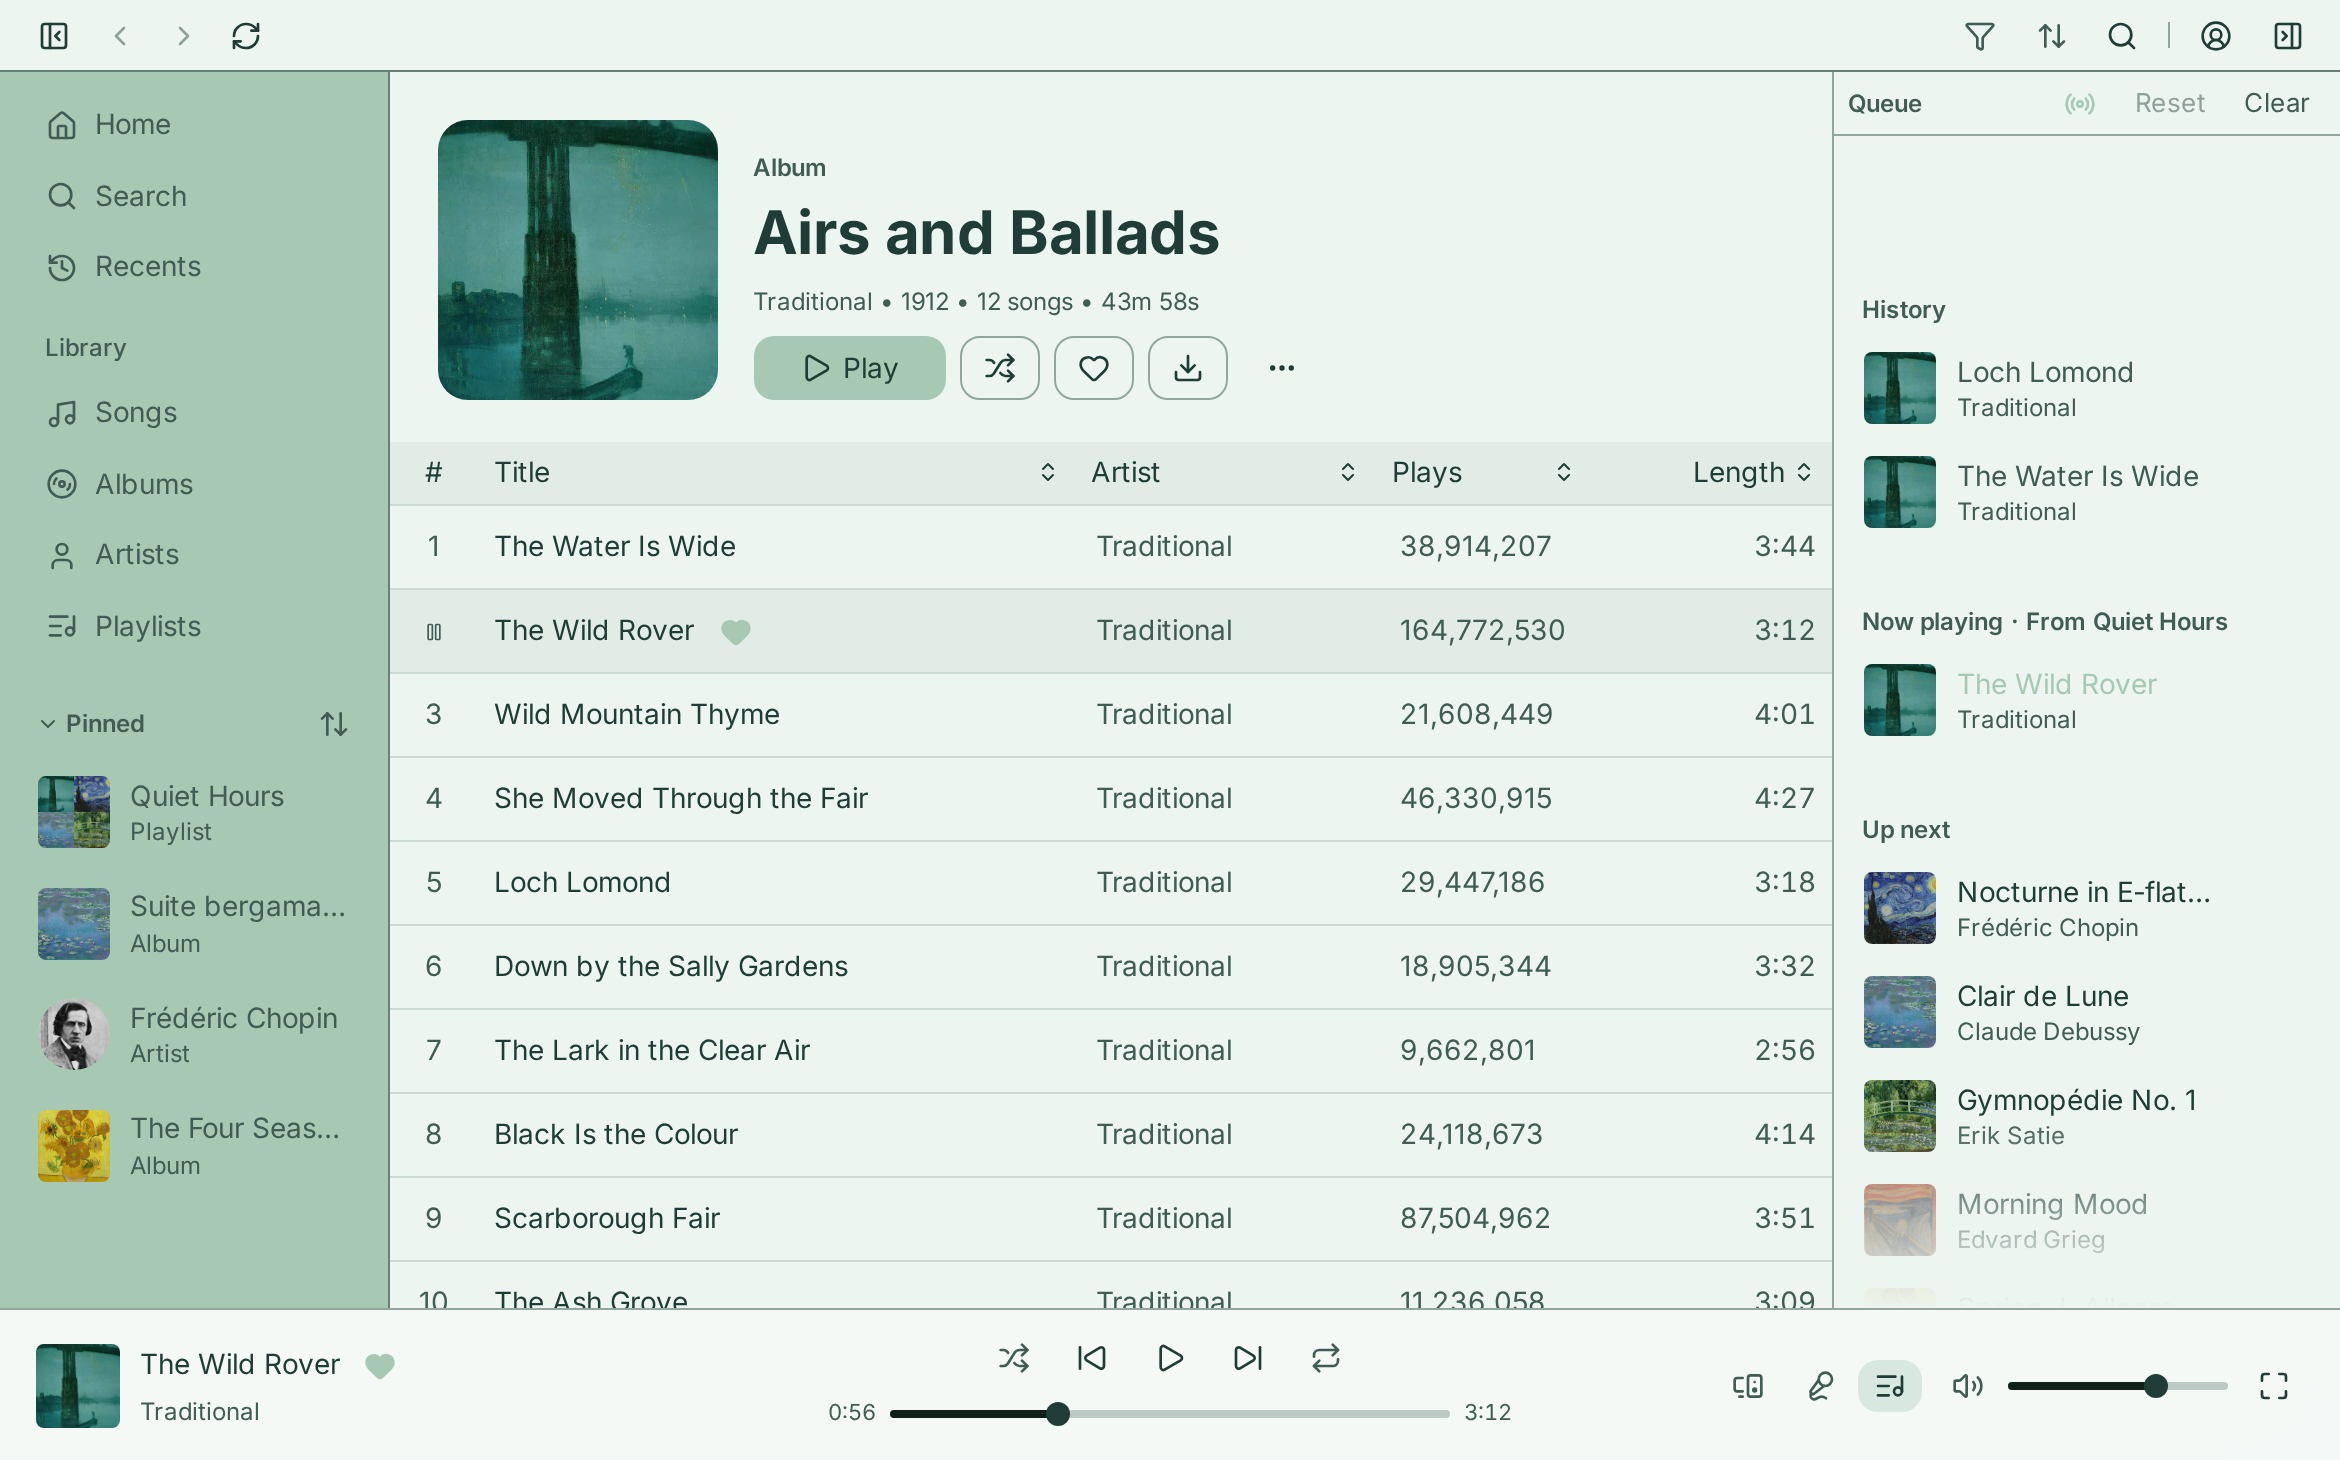 Home
Search
Recents
Library
Songs
Albums
Artists
Playlists
Pinned
Quiet Hours
Playlist
Suite bergama...
Album
Frédéric Chopin
Artist
The Four Seas...
Album
Album
Airs and Ballads
Traditional • 1912 • 12 songs • 43m 58s
Play
# Title Artist Plays Length
1 The Water Is Wide Traditional 38,914,207 3:44
The Wild Rover Traditional 164,772,530 3:12
3 Wild Mountain Thyme Traditional 21,608,449 4:01
4 She Moved Through the Fair Traditional 46,330,915 4:27
5 Loch Lomond Traditional 29,447,186 3:18
6 Down by the Sally Gardens Traditional 18,905,344 3:32
7 The Lark in the Clear Air Traditional 9,662,801 2:56
8 Black Is the Colour Traditional 24,118,673 4:14
9 Scarborough Fair Traditional 87,504,962 3:51
10 The Ash Grove Traditional 11,236,058 3:09
Queue Reset Clear
History
Loch Lomond
Traditional
The Water Is Wide
Traditional
Now playing · From Quiet Hours
The Wild Rover
Traditional
Up next
Nocturne in E-flat...
Frédéric Chopin
Clair de Lune
Claude Debussy
Gymnopédie No. 1
Erik Satie
Morning Mood
Edvard Grieg
The Wild Rover
Traditional
0:56 3:12